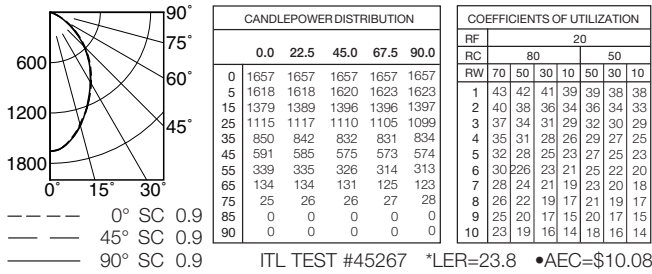 90°
75°
60°
45°
600
1200
1800
0° 15° 30°
0° SC 0.9
45° SC 0.9
90° SC 0.9
CANDLEPOWER DISTRIBUTION
0.0 22.5 45.0 67.5 90.0
0 1657 1657 1657 1657 1657
5 1618 1618 1620 1623 1623
15 1379 1389 1396 1396 1397
25 1115 1117 1110 1105 1099
35 850 842 832 831 834
45 591 585 575 573 574
55 339 335 326 314 313
65 134 134 131 125 123
75 25 26 26 27 28
85 0 0 0 0 0
90 0 0 0 0 0
COEFFICIENTS OF UTILIZATION
RF 20
RC 80 50
RW 70 50 30 10 50 30 10
1 43 42 41 39 39 38 38
2 40 38 36 34 36 34 33
3 37 34 31 29 32 30 29
4 35 31 28 26 29 27 25
5 32 28 25 23 27 25 23
6 30 226 23 21 25 22 20
7 28 24 21 19 23 20 18
8 26 22 19 17 21 19 17
9 25 20 17 15 20 17 15
10 23 19 16 14 18 16 14
ITL TEST #45267 *LER=23.8 •AEC=$10.08